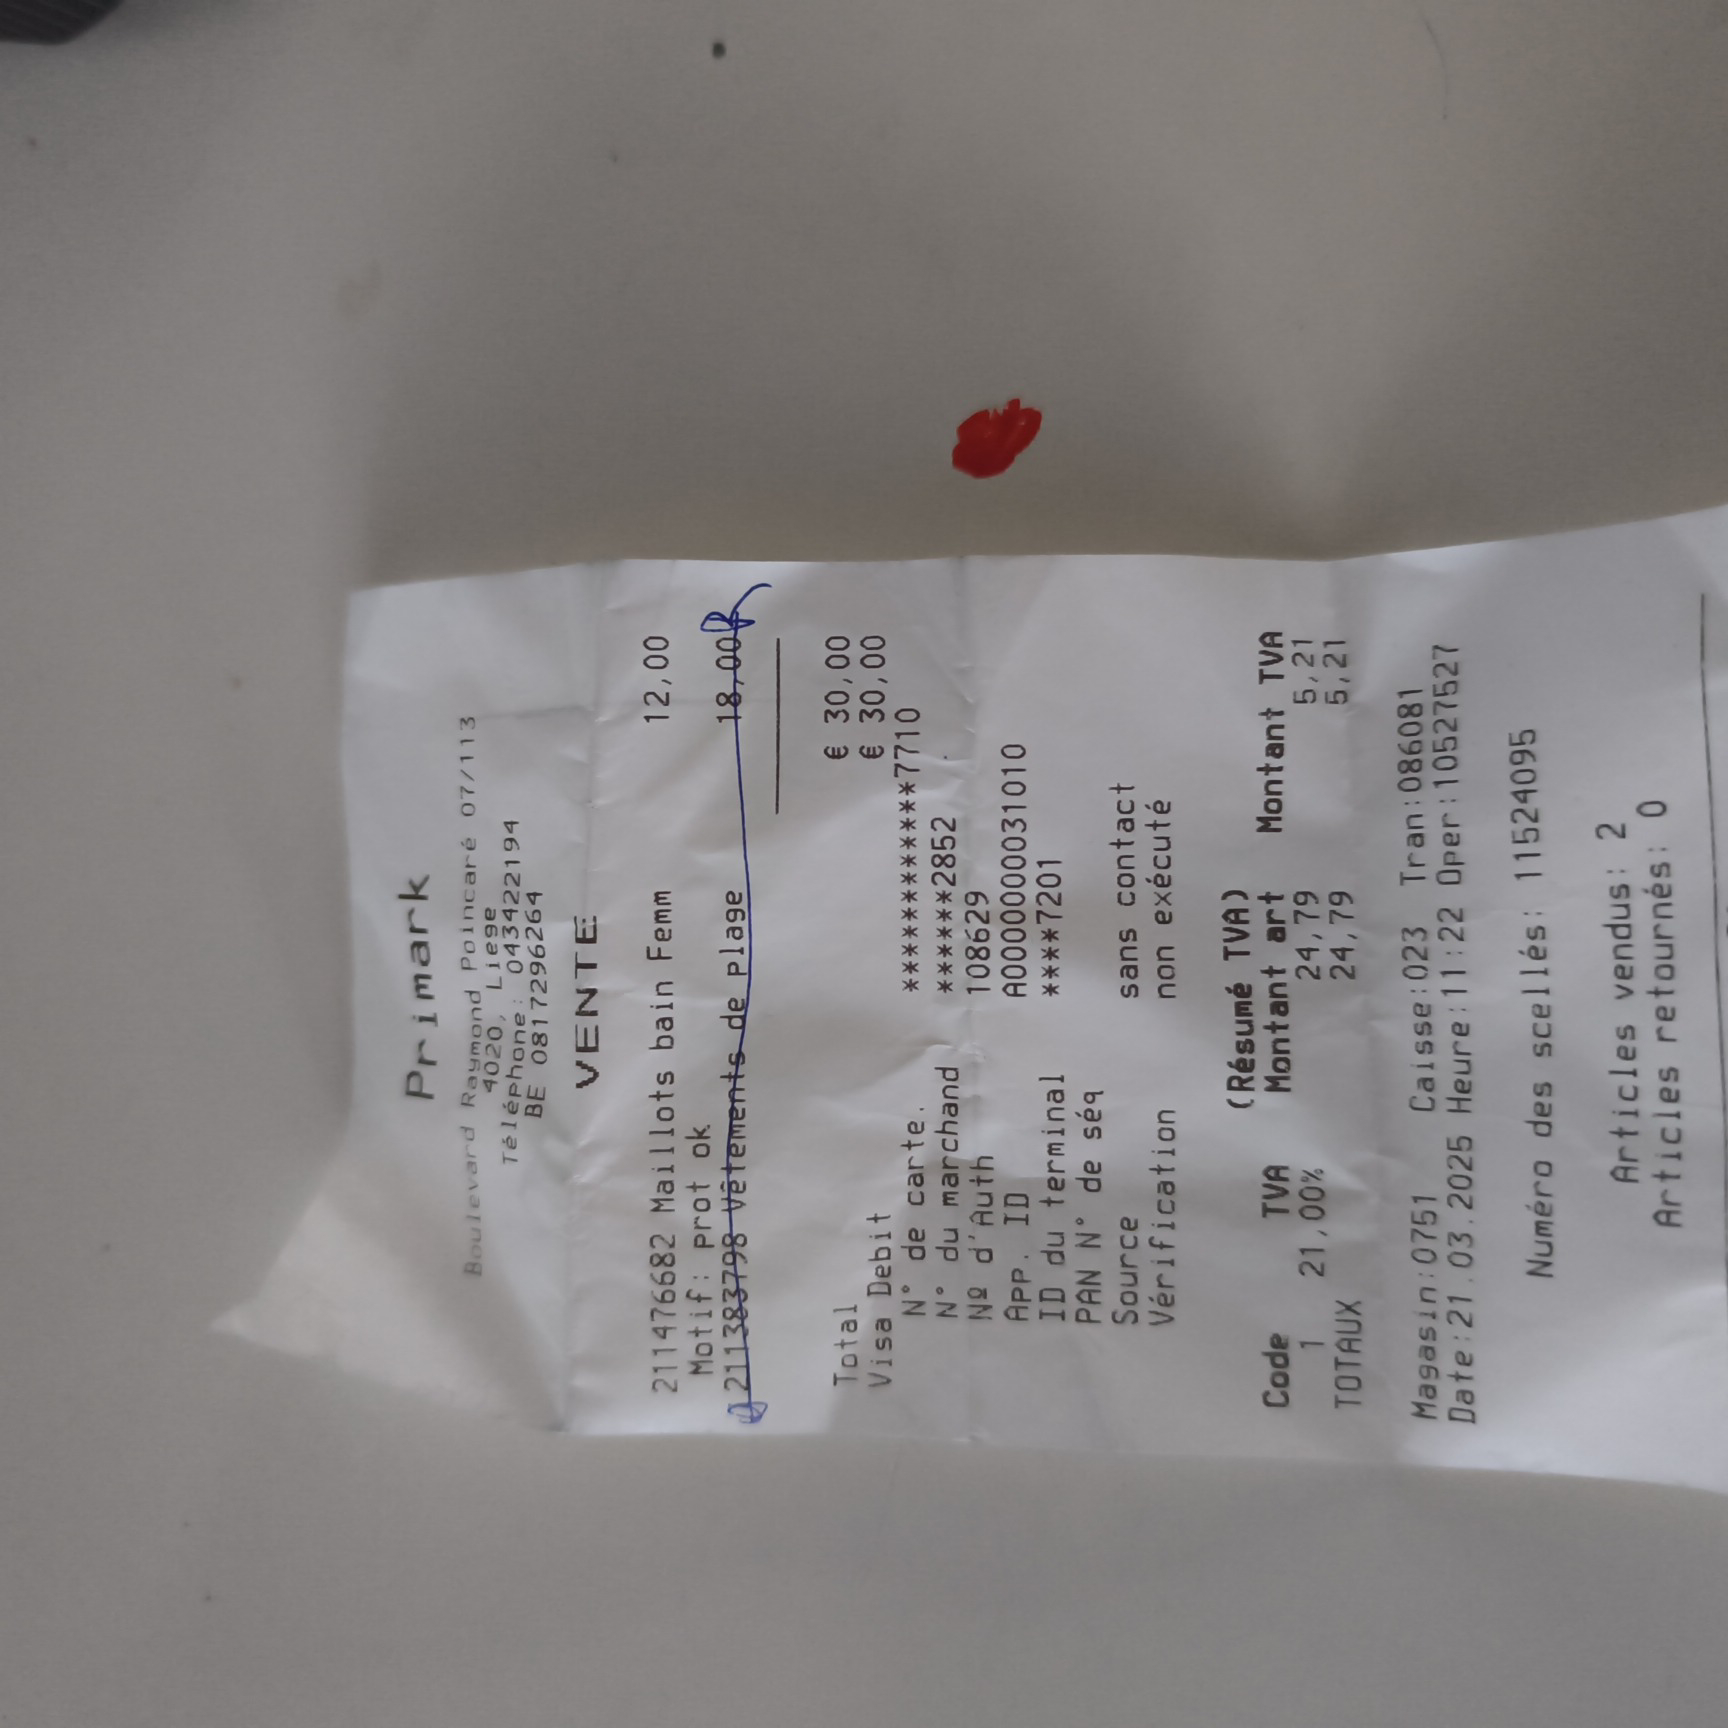 Primark
Boulevard Raymond Poincaré 07/113
4020, Liege
Téléphone: 043422194
BE 0817296264
VENTE
211476682 Maillots bain Femm 12,00
Motif: prot ok
211383798 Vêtements de plage 18,00
Total € 30,00
Visa Debit € 30,00
N° de carte. ************7710
N° du marchand ******2852
Nº d'Auth 108629
App. ID A0000000031010
ID du terminal ****7201
PAN N° de séq
Source sans contact
Vérification non exécuté
(Résumé TVA)
Code TVA Montant art Montant TVA
1 21,00% 24,79 5,21
TOTAUX 24,79 5,21
Magasin:0751 Caisse:023 Tran:086081
Date:21.03.2025 Heure:11:22 Oper:10527527
Numéro des scellés: 11524095
Articles vendus: 2
Articles retournés: 0